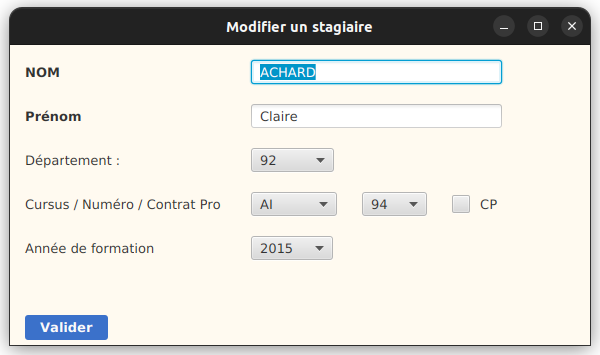 Modifier un stagiaire
NOM ACHARD
Prénom Claire
Département : 92
Cursus / Numéro / Contrat Pro AI 94 CP
Année de formation 2015
Valider